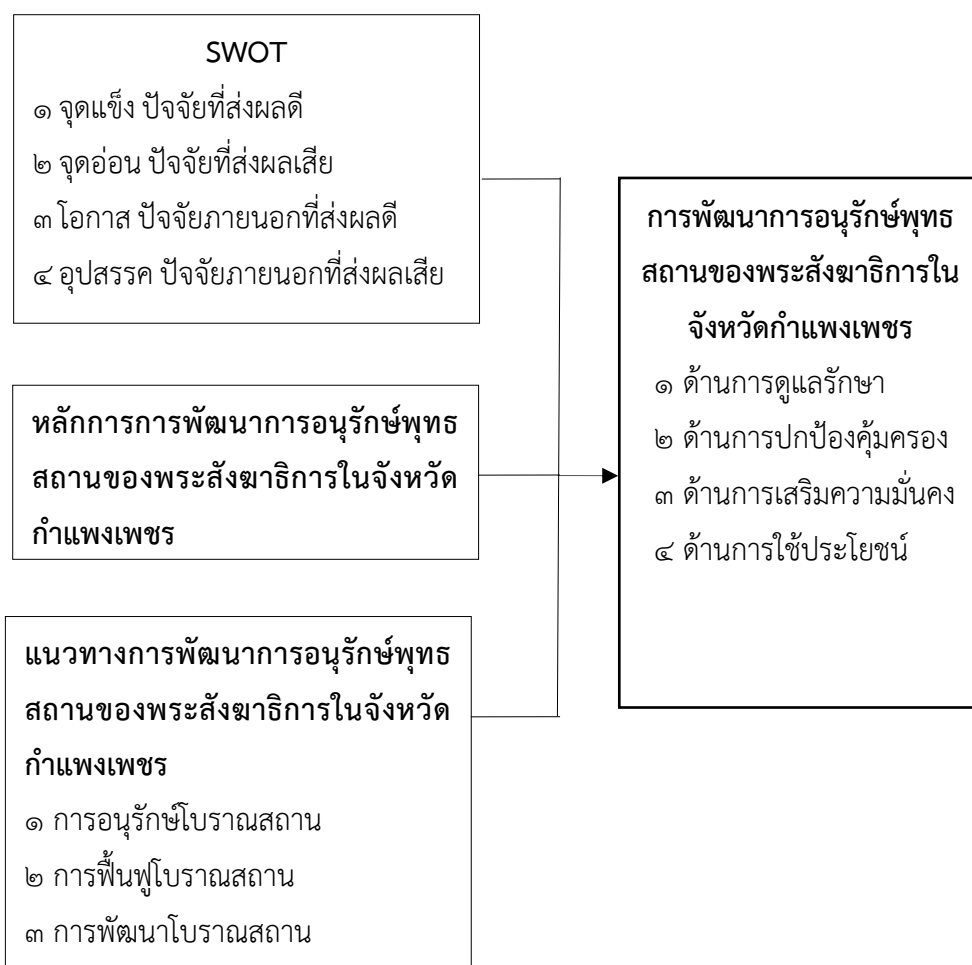 SWOT
๑ จุดแข็ง ปัจจัยที่ส่งผลดี
๒ จุดอ่อน ปัจจัยที่ส่งผลเสีย
๓ โอกาส ปัจจัยภายนอกที่ส่งผลดี
๔ อุปสรรค ปัจจัยภายนอกที่ส่งผลเสีย
หลักการการพัฒนาการอนุรักษ์พุทธ
สถานของพระสังฆาธิการในจังหวัด
กำแพงเพชร
แนวทางการพัฒนาการอนุรักษ์พุทธ
สถานของพระสังฆาธิการในจังหวัด
กำแพงเพชร
๑ การอนุรักษ์โบราณสถาน
๒ การฟื้นฟูโบราณสถาน
๓ การพัฒนาโบราณสถาน
การพัฒนาการอนุรักษ์พุทธ
สถานของพระสังฆาธิการใน
จังหวัดกำแพงเพชร
๑ ด้านการดูแลรักษา
๒ ด้านการปกป้องคุ้มครอง
๓ ด้านการเสริมความมั่นคง
๔ ด้านการใช้ประโยชน์